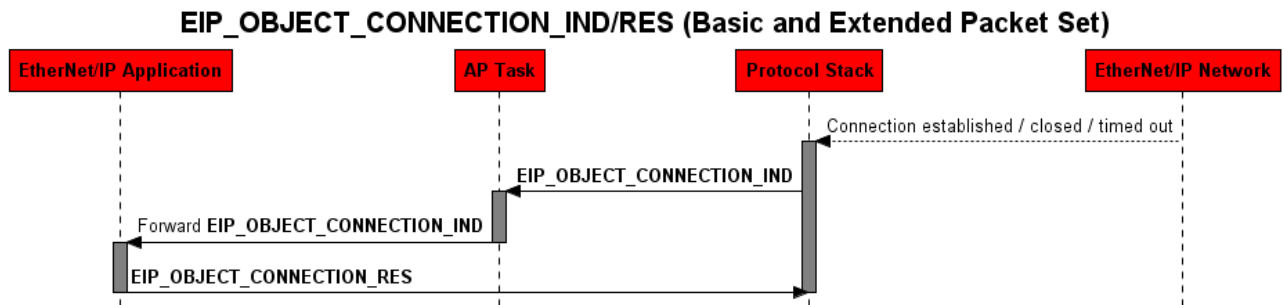 EIP_OBJECT_CONNECTION_IND/RES (Basic and Extended Packet Set)
EtherNet/IP Application
AP Task
Protocol Stack
EtherNet/IP Network
Connection established / closed / timed out
EIP_OBJECT_CONNECTION_IND
Forward EIP_OBJECT_CONNECTION_IND
EIP_OBJECT_CONNECTION_RES